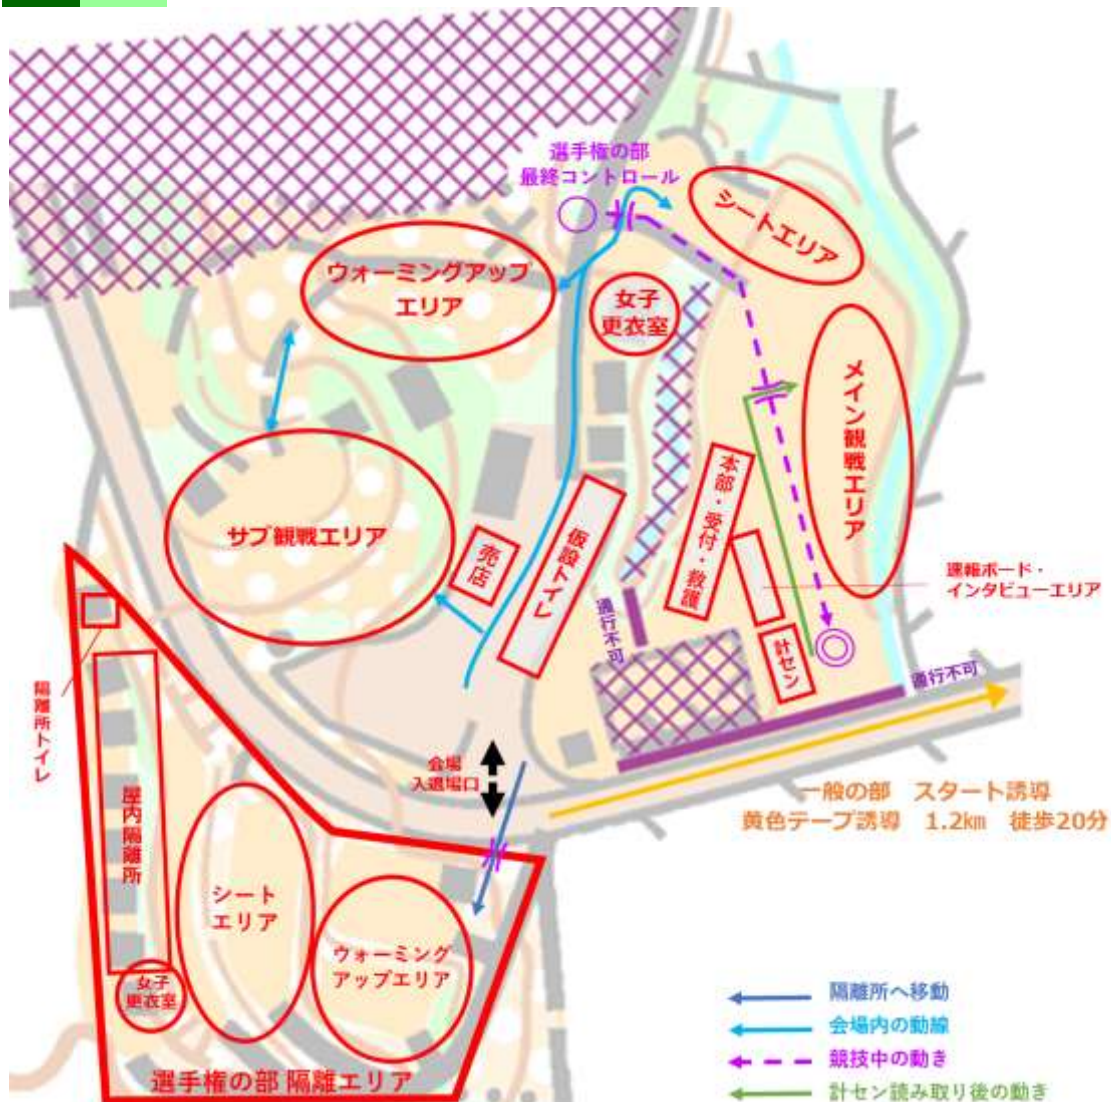 選手権の部
最終コントロール
シートエリア
ウォーミングアップ
エリア
女子
更衣室
メイン観戦エリア
本部・受付・救護
サブ観戦エリア
売店
仮設トイレ
速報ボード・
インタビューエリア
通行不可
計セン
通行不可
隔離所トイレ
会場
入退場口
一般の部 スタート誘導
黄色テープ誘導 1.2km 徒歩20分
屋内隔離所
シート
エリア
ウォーミング
アップエリア
女子
更衣室
選手権の部 隔離エリア
隔離所へ移動
会場内の動線
競技中の動き
計セン読み取り後の動き